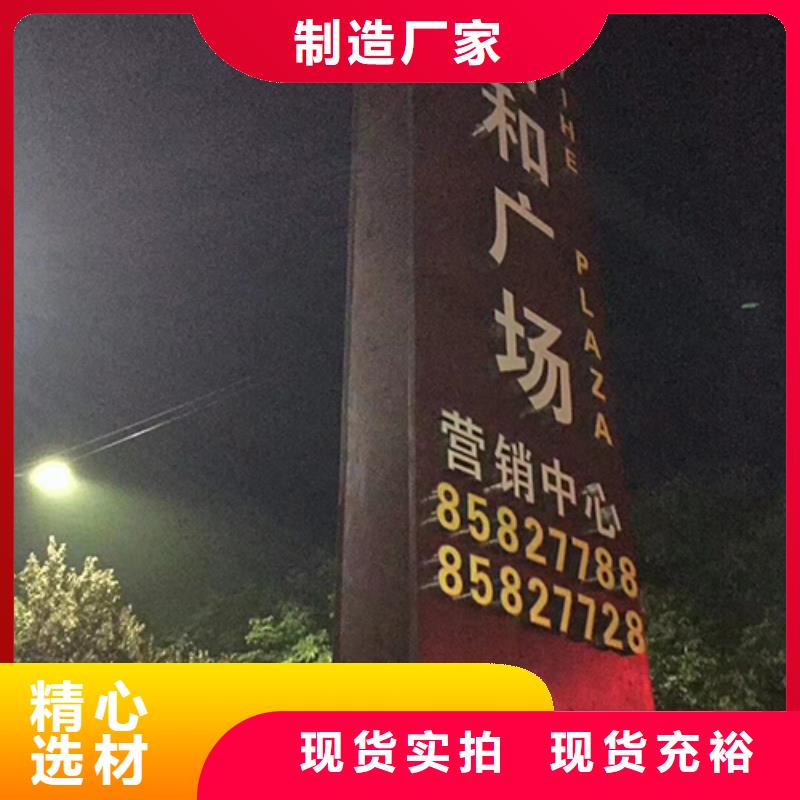 制造厂家
和广场
IHE PLAZA
营销中心
85827788
85827728
精心
选材
现货实拍 现货充裕